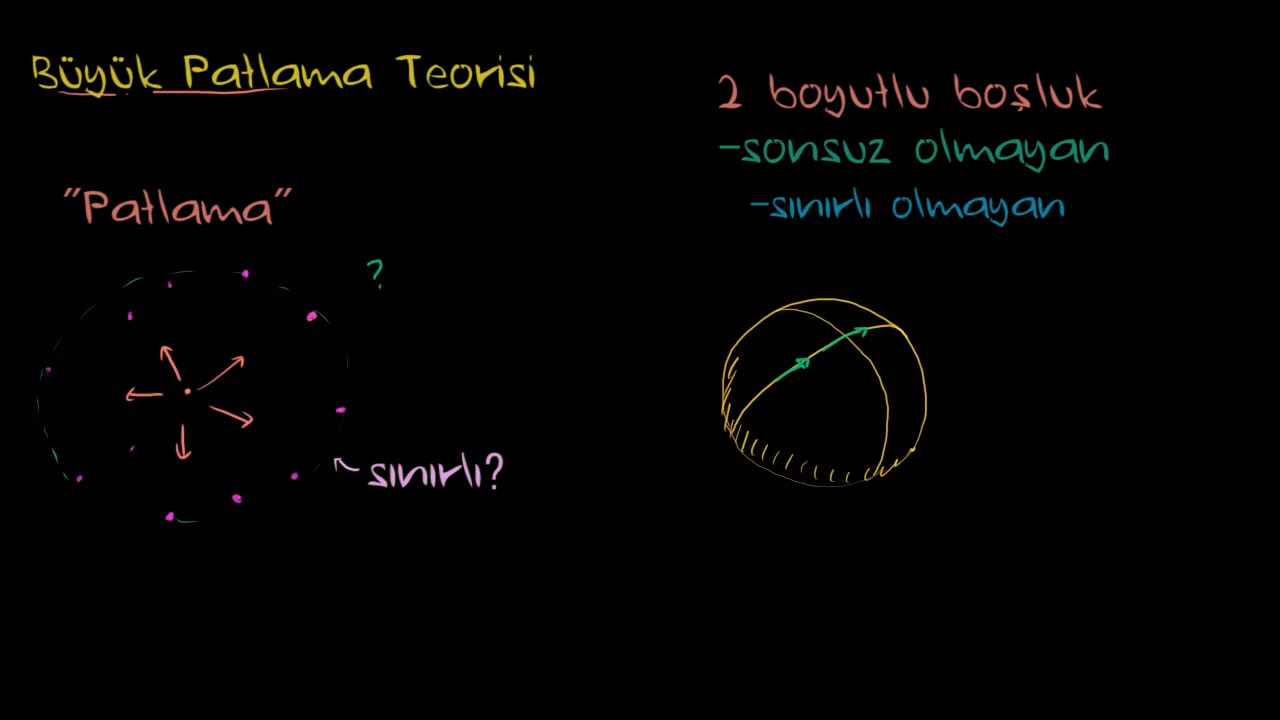 Büyük Patlama Teorisi
"Patlama"
?
sınırlı?
2 boyutlu boşluk
-sonsuz olmayan
-sınırlı olmayan